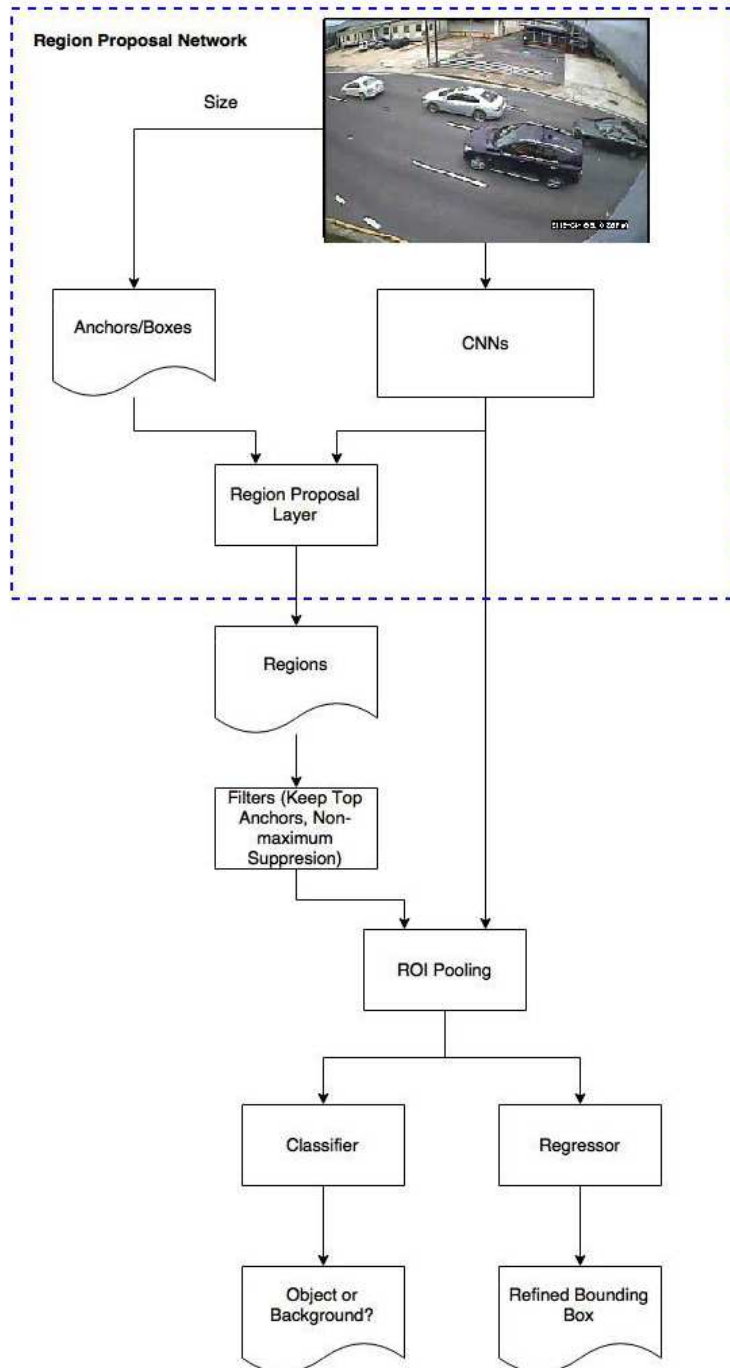 Region Proposal Network
Size
Anchors/Boxes
CNNs
Region Proposal
Layer
Regions
Filters (Keep Top
Anchors, Non-
maximum
Suppresion)
ROI Pooling
Classifier
Regressor
Object or
Background?
Refined Bounding
Box